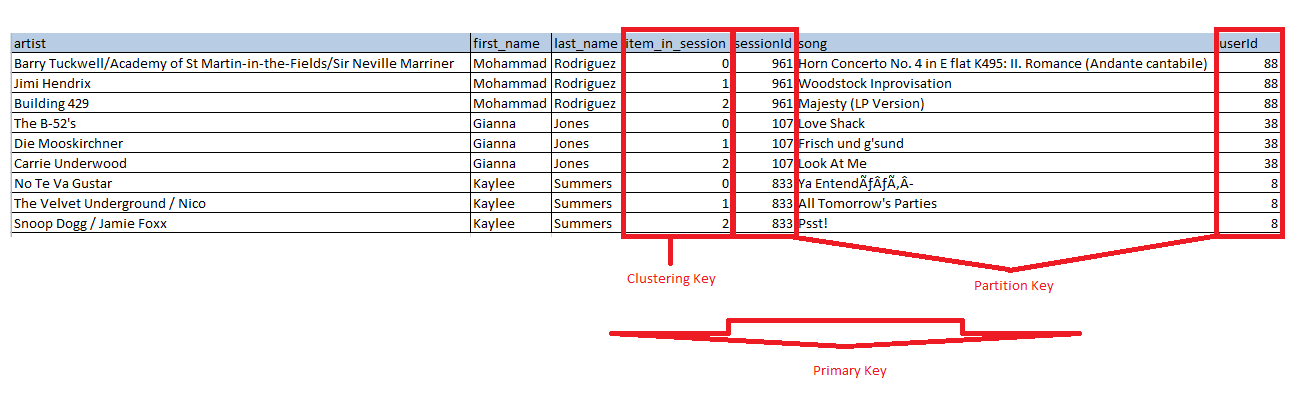 artist first_name last_name item_in_session sessionId song userId
Barry Tuckwell/Academy of St Martin-in-the-Fields/Sir Neville Marriner Mohammad Rodriguez 0 961 Horn Concerto No. 4 in E flat K495: II. Romance (Andante cantabile) 88
Jimi Hendrix Mohammad Rodriguez 1 961 Woodstock Inprovisation 88
Building 429 Mohammad Rodriguez 2 961 Majesty (LP Version) 88
The B-52's Gianna Jones 0 107 Love Shack 38
Die Mooskirchner Gianna Jones 1 107 Frisch und g'sund 38
Carrie Underwood Gianna Jones 2 107 Look At Me 38
No Te Va Gustar Kaylee Summers 0 833 Ya EntendÃƒÂƒÃ‚Â- 8
The Velvet Underground / Nico Kaylee Summers 1 833 All Tomorrow's Parties 8
Snoop Dogg / Jamie Foxx Kaylee Summers 2 833 Psst! 8
Clustering Key
Partition Key
Primary Key